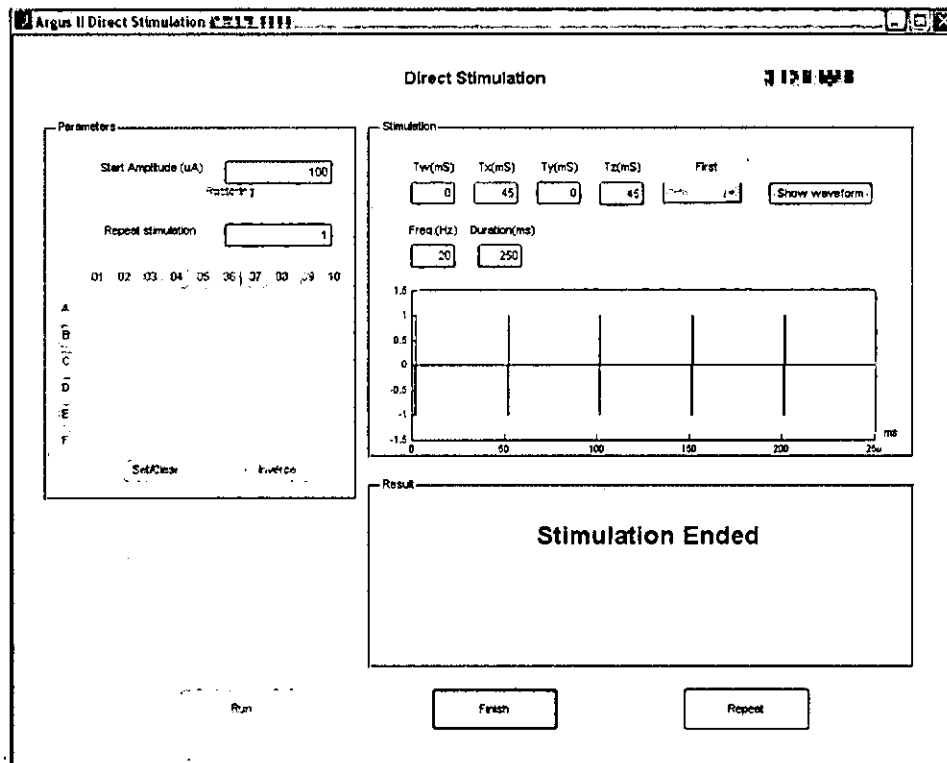 Argus II Direct Stimulation
Direct Stimulation
Parameters
Start Amplitude (uA) 100
Repeat stimulation 1
01 02 03 04 05 06 07 08 09 10
A
B
C
D
E
F
Set/Clear Inverse
Stimulation
Tw(mS) Tx(mS) Ty(mS) Tz(mS) First
0 45 0 45 Show waveform
Freq.(Hz) Duration(ms)
20 250
1.5
1
0.5
0
-0.5
-1
-1.5
0 50 100 150 200 ms
Result
Stimulation Ended
Run Finish Repeat